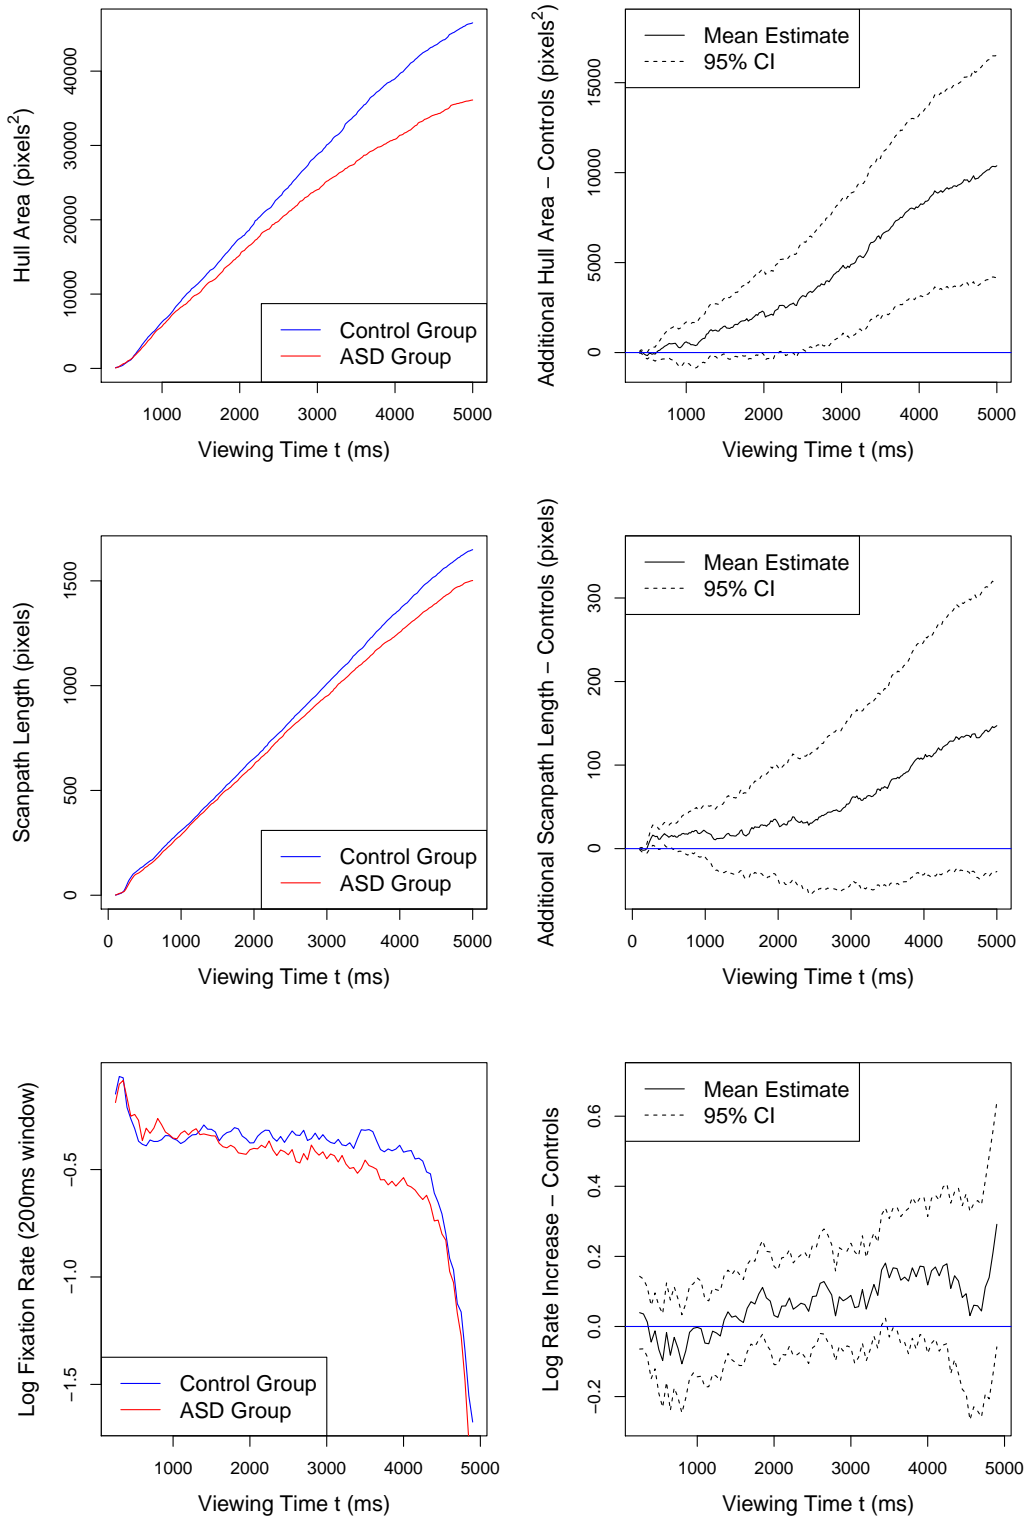 Hull Area (pixels²)
0
10000
20000
30000
40000
1000
2000
3000
4000
5000
Viewing Time t (ms)
Control Group
ASD Group
Additional Hull Area − Controls (pixels²)
0
5000
10000
15000
1000
2000
3000
4000
5000
Viewing Time t (ms)
Mean Estimate
95% CI
Scanpath Length (pixels)
0
500
1000
1500
0
1000
2000
3000
4000
5000
Viewing Time t (ms)
Control Group
ASD Group
Additional Scanpath Length − Controls (pixels)
0
100
200
300
0
1000
2000
3000
4000
5000
Viewing Time t (ms)
Mean Estimate
95% CI
Log Fixation Rate (200ms window)
−1.5
−1.0
−0.5
1000
2000
3000
4000
5000
Viewing Time t (ms)
Control Group
ASD Group
Log Rate Increase − Controls
−0.2
0.0
0.2
0.4
0.6
1000
2000
3000
4000
5000
Viewing Time t (ms)
Mean Estimate
95% CI